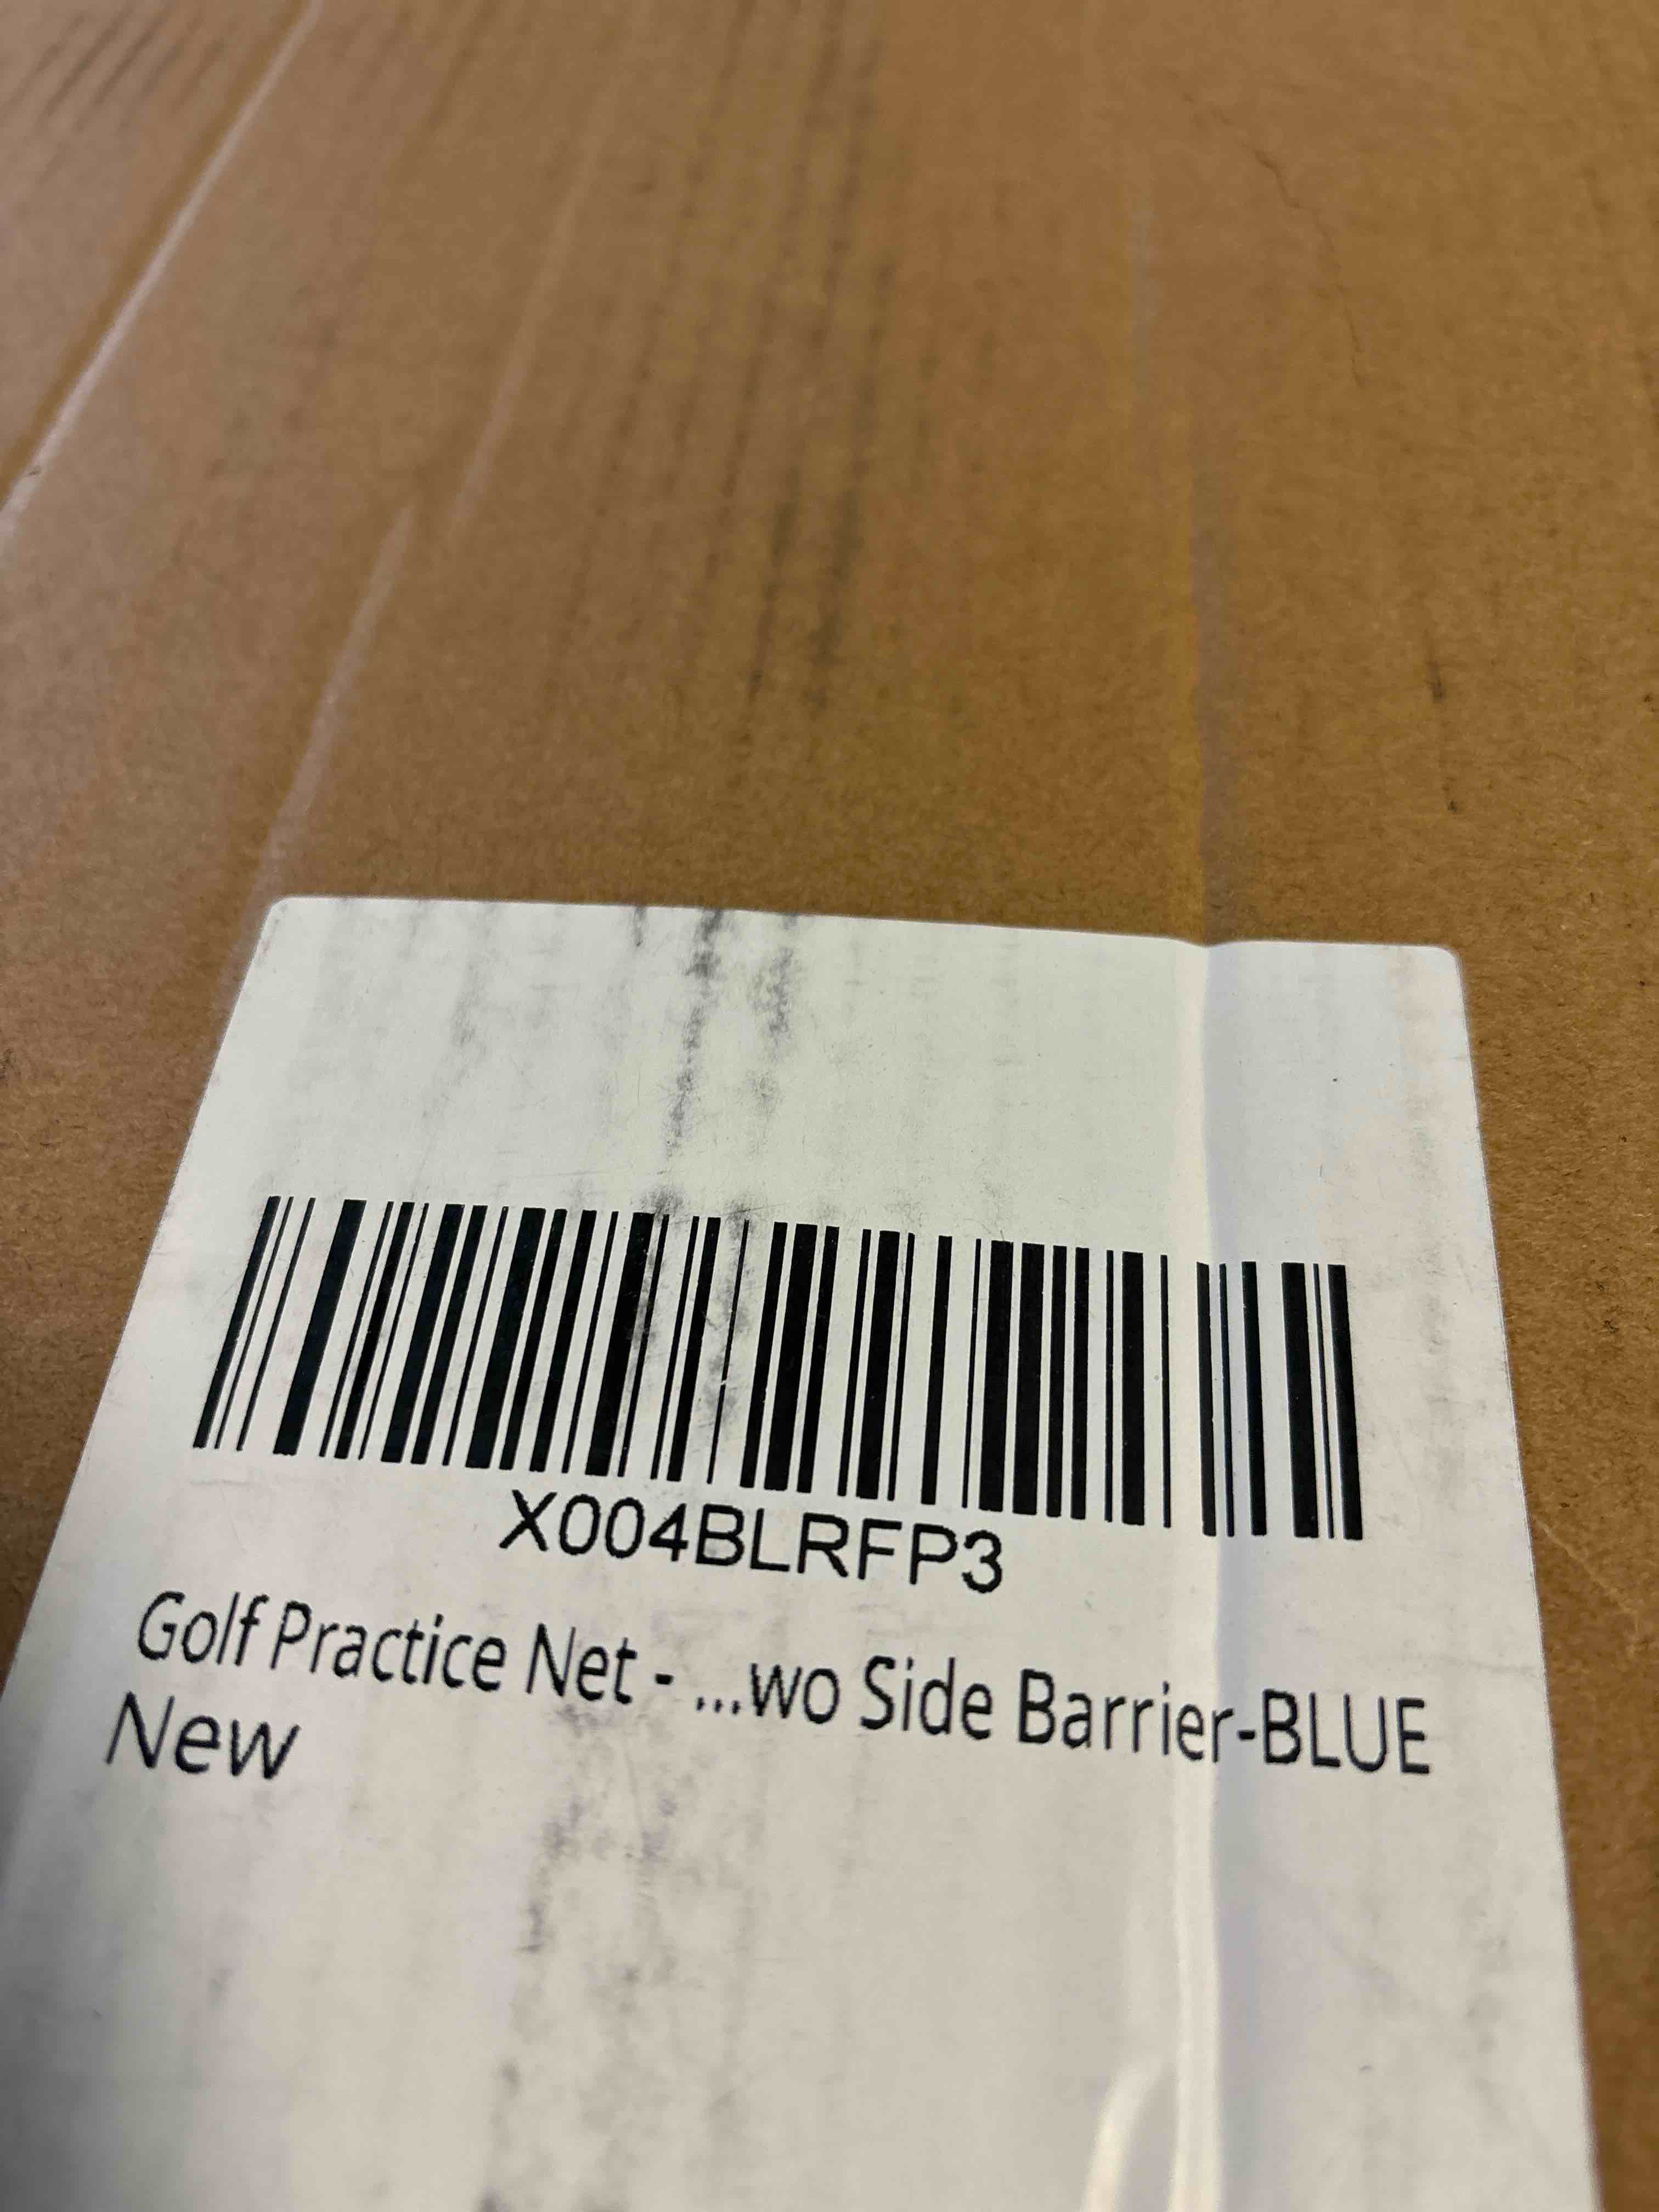 X004BLRFP3
Golf Practice Net - ...wo Side Barrier-BLUE
New